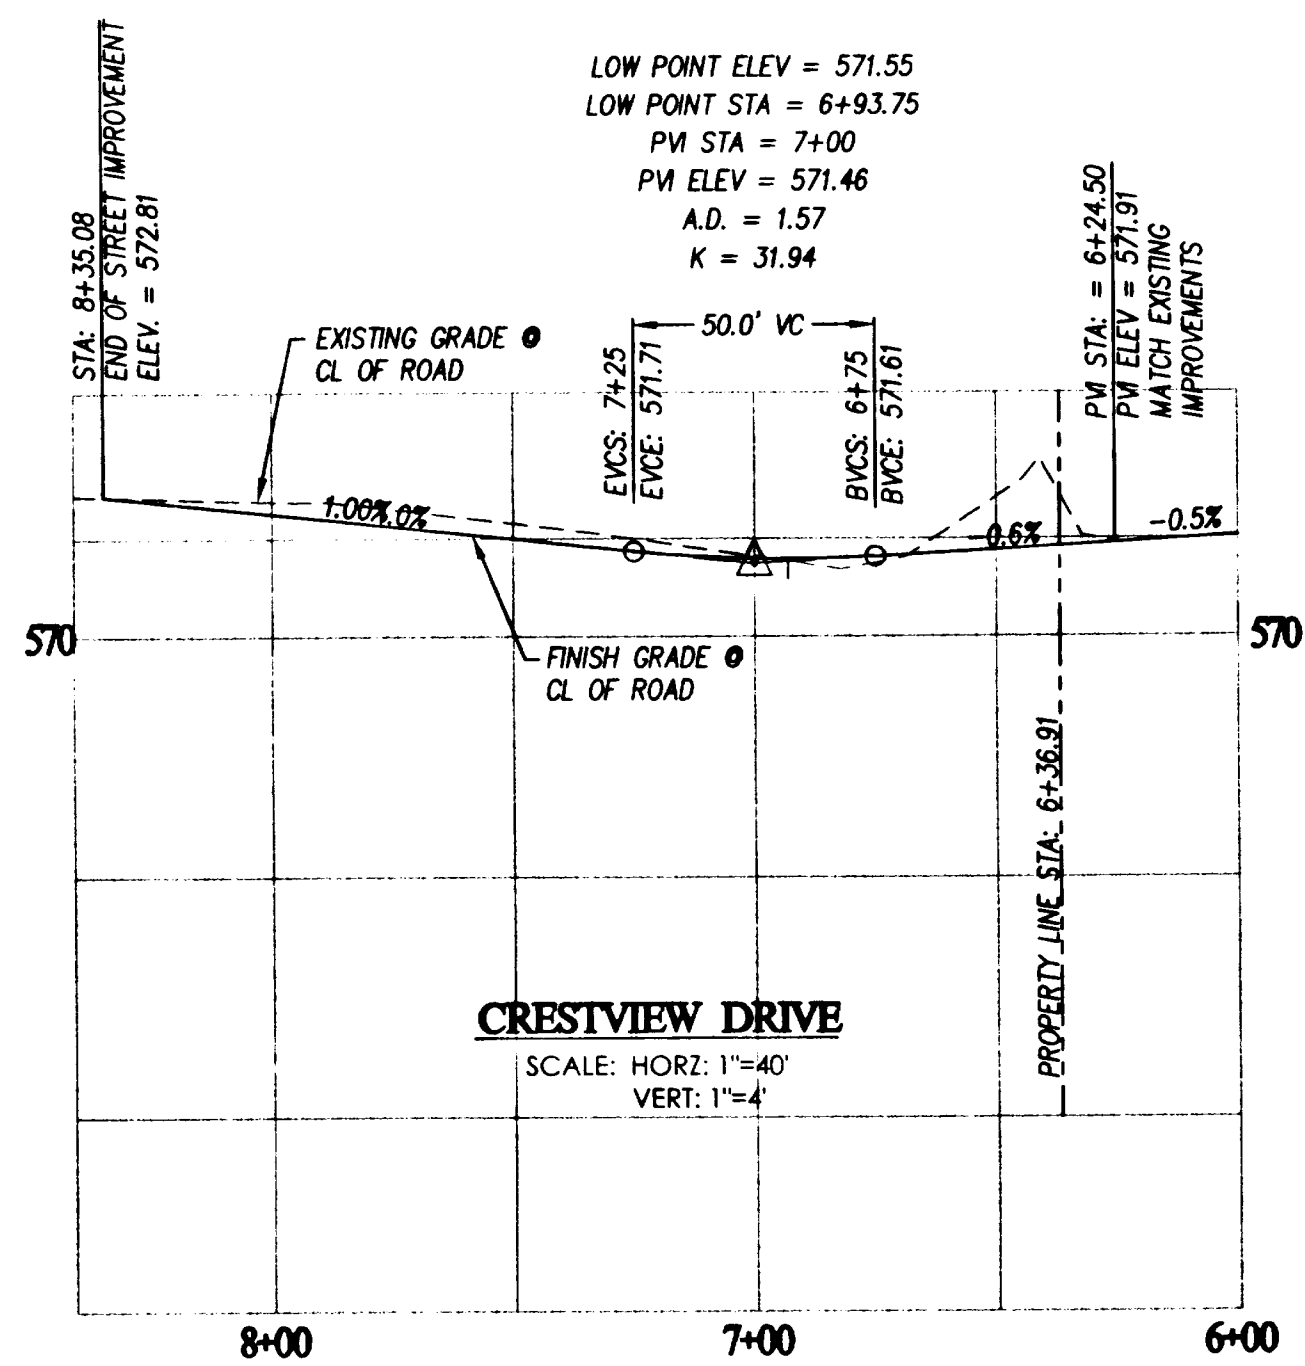 LOW POINT ELEV = 571.55
LOW POINT STA = 6+93.75
PVI STA = 7+00
PVI ELEV = 571.46
A.D. = 1.57
K = 31.94
STA: 8+35.08
END OF STREET IMPROVEMENT
ELEV. = 572.81
EXISTING GRADE @
CL OF ROAD
50.0' VC
EVCS: 7+25
EVCE: 571.71
BVCS: 6+75
BVCE: 571.61
PVI STA: = 6+24.50
PVI ELEV = 571.91
MATCH EXISTING
IMPROVEMENTS
1.00%
-0.6%
-0.5%
570
570
FINISH GRADE @
CL OF ROAD
PROPERTY LINE STA: 6+36.91
CRESTVIEW DRIVE
SCALE: HORZ: 1"=40'
VERT: 1"=4'
8+00
7+00
6+00